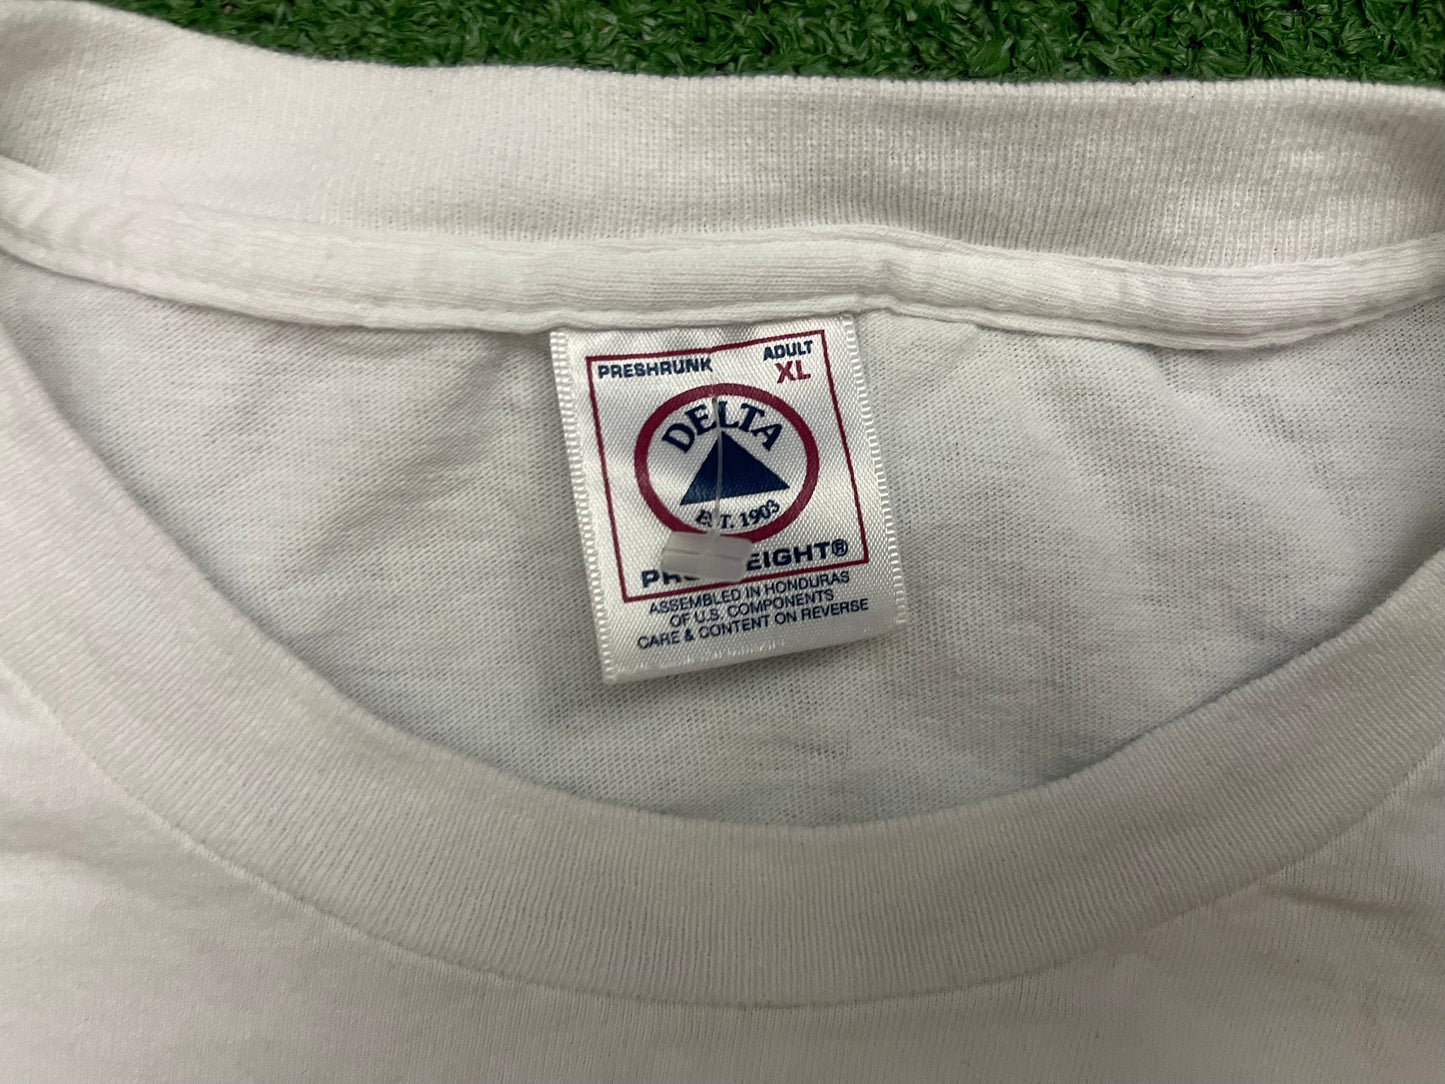 PRESHRUNK
ADULT
XL
DELTA
EST. 1903
ASSEMBLED IN HONDURAS
OF U.S. COMPONENTS
CARE & CONTENT ON REVERSE